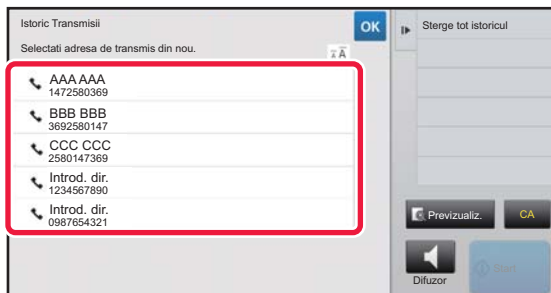 Istoric Transmisii
OK
Sterge tot istoricul
Selectati adresa de transmis din nou.
AAA AAA
1472580369
BBB BBB
3692580147
CCC CCC
2580147369
Introd. dir.
1234567890
Introd. dir.
0987654321
Previzualiz.
CA
Difuzor
Start